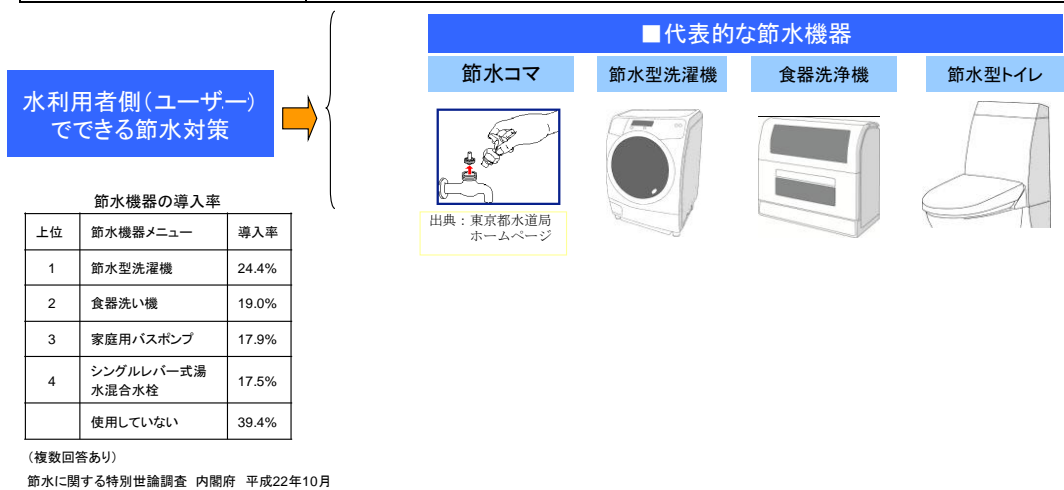 ■代表的な節水機器
節水コマ
節水型洗濯機
食器洗浄機
節水型トイレ
水利用者側(ユーザー)
でできる節水対策
出典：東京都水道局
ホームページ
節水機器の導入率
上位 節水機器メニュー 導入率
1 節水型洗濯機 24.4%
2 食器洗い機 19.0%
3 家庭用バスポンプ 17.9%
4 シングルレバー式湯
水混合水栓 17.5%
使用していない 39.4%
(複数回答あり)
節水に関する特別世論調査 内閣府 平成22年10月